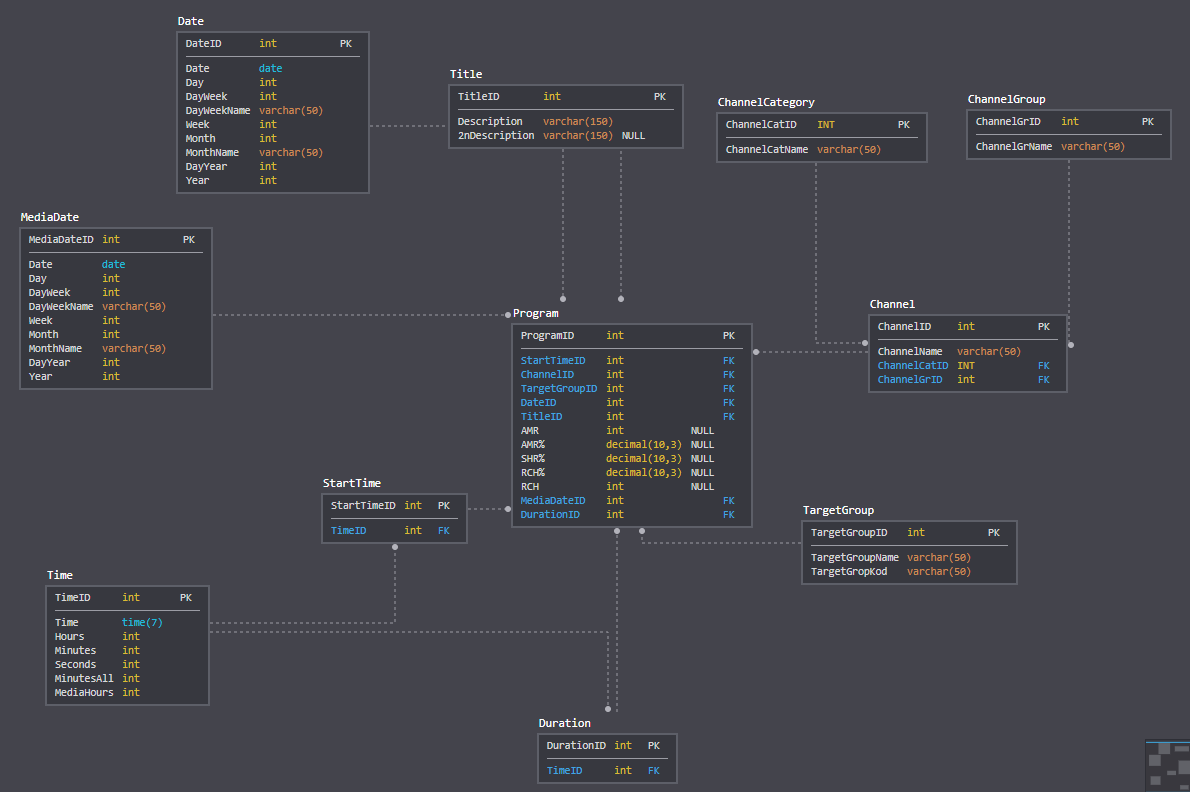 Date
DateID int PK
Date date
Day int
DayWeek int
DayWeekName varchar(50)
Week int
Month int
MonthName varchar(50)
DayYear int
Year int
Title
TitleID int PK
Description varchar(150)
2nDescription varchar(150) NULL
ChannelCategory
ChannelCatID INT PK
ChannelCatName varchar(50)
ChannelGroup
ChannelGrID int PK
ChannelGrName varchar(50)
MediaDate
MediaDateID int PK
Date date
Day int
DayWeek int
DayWeekName varchar(50)
Week int
Month int
MonthName varchar(50)
DayYear int
Year int
Program
ProgramID int PK
StartTimeID int FK
ChannelID int FK
TargetGroupID int FK
DateID int FK
TitleID int FK
AMR int NULL
AMR% decimal(10,3) NULL
SHR% decimal(10,3) NULL
RCH% decimal(10,3) NULL
RCH int NULL
MediaDateID int FK
DurationID int FK
Channel
ChannelID int PK
ChannelName varchar(50)
ChannelCatID INT FK
ChannelGrID int FK
StartTime
StartTimeID int PK
TimeID int FK
TargetGroup
TargetGroupID int PK
TargetGroupName varchar(50)
TargetGropKod varchar(50)
Time
TimeID int PK
Time time(7)
Hours int
Minutes int
Seconds int
MinutesAll int
MediaHours int
Duration
DurationID int PK
TimeID int FK